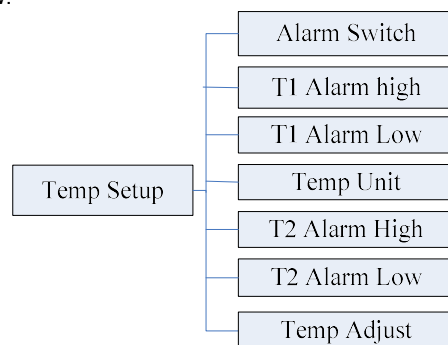 Alarm Switch
T1 Alarm high
T1 Alarm Low
Temp Setup
Temp Unit
T2 Alarm High
T2 Alarm Low
Temp Adjust